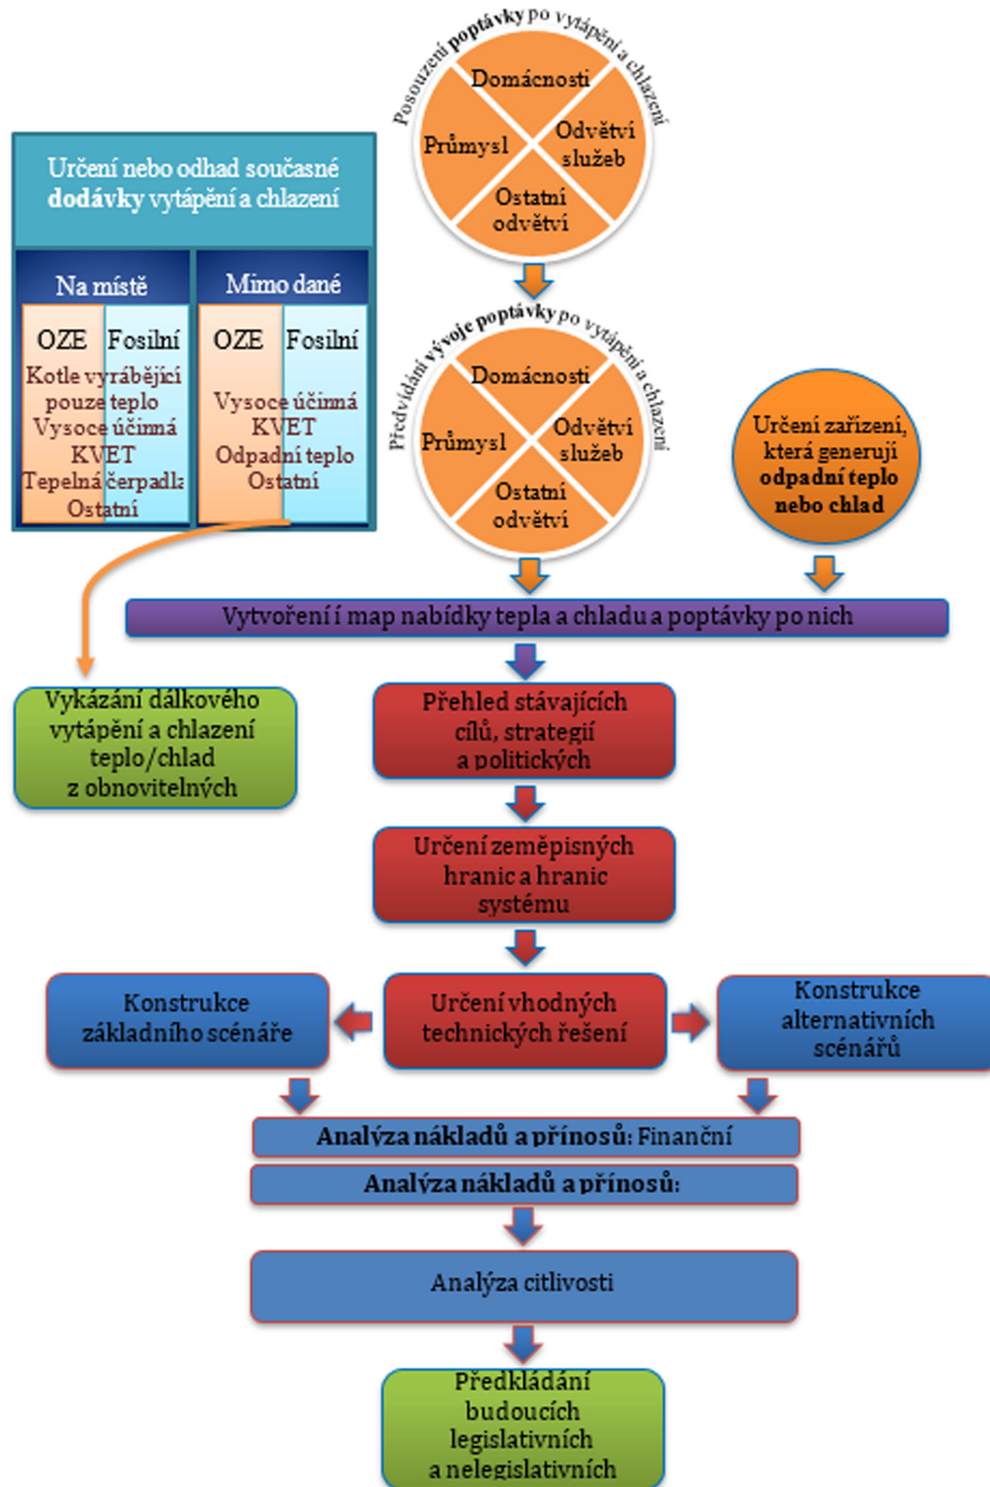 Posouzení poptávky po vytápění a chlazení
Domácnosti
Průmysl
Odvětví
služeb
Ostatní
odvětví
Určení nebo odhad současné
dodávky vytápění a chlazení
Na místě
OZE
Fosilní
Kotle vyrábějící
pouze teplo
Vysoce účinná
KVET
Tepelná čerpadla
Ostatní
Mimo dané
OZE
Fosilní
Vysoce účinná
KVET
Odpadní teplo
Ostatní
Předvídání vývoje poptávky po vytápění a chlazení
Domácnosti
Průmysl
Odvětví
služeb
Ostatní
odvětví
Určení zařízení,
která generují
odpadní teplo
nebo chlad
Vytvoření í map nabídky tepla a chladu a poptávky po nich
Vykázání dálkového
vytápění a chlazení
teplo/chlad
z obnovitelných
Přehled stávajících
cílů, strategií
a politických
Určení zeměpisných
hranic a hranic
systému
Konstrukce
základního scénáře
Určení vhodných
technických řešení
Konstrukce
alternativních
scénářů
Analýza nákladů a přínosů: Finanční
Analýza nákladů a přínosů:
Analýza citlivosti
Předkládání
budoucích
legislativních
a nelegislativních